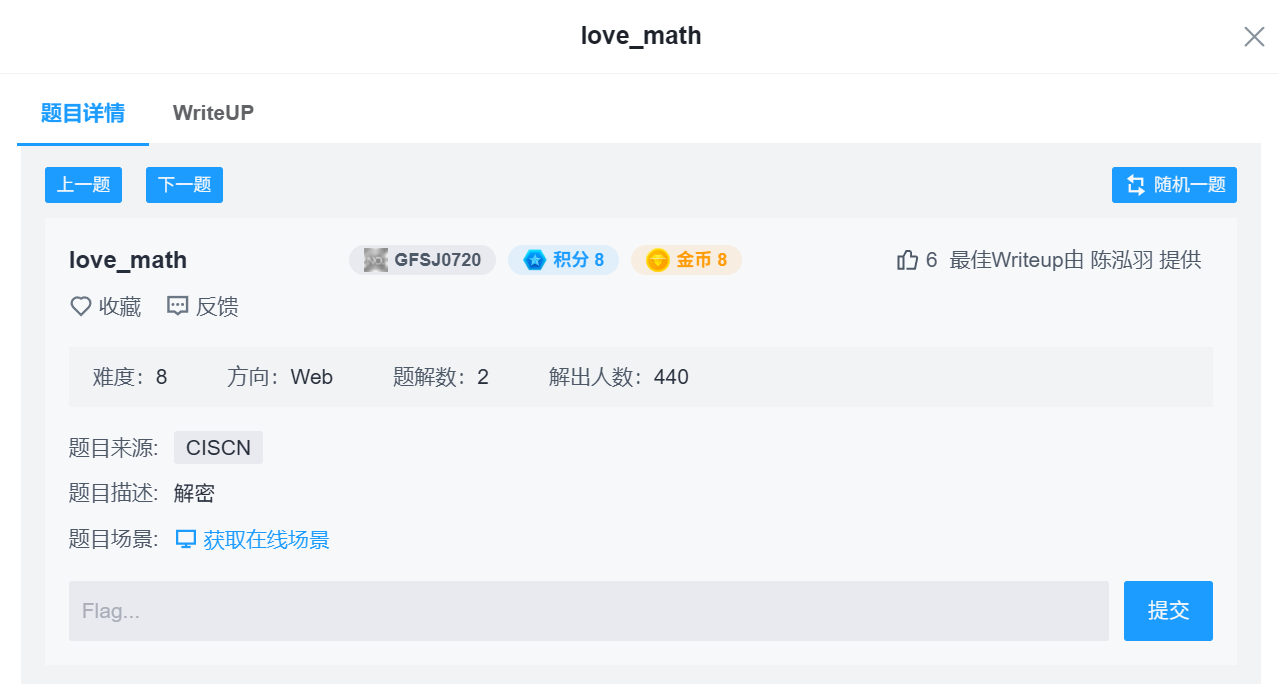 love_math
题目详情 WriteUP
上一题 下一题 随机一题
love_math GFSJ0720 积分 8 金币 8 6 最佳Writeup由 陈泓羽 提供
收藏 反馈
难度：8 方向：Web 题解数：2 解出人数：440
题目来源: CISCN
题目描述: 解密
题目场景: 获取在线场景
Flag... 提交